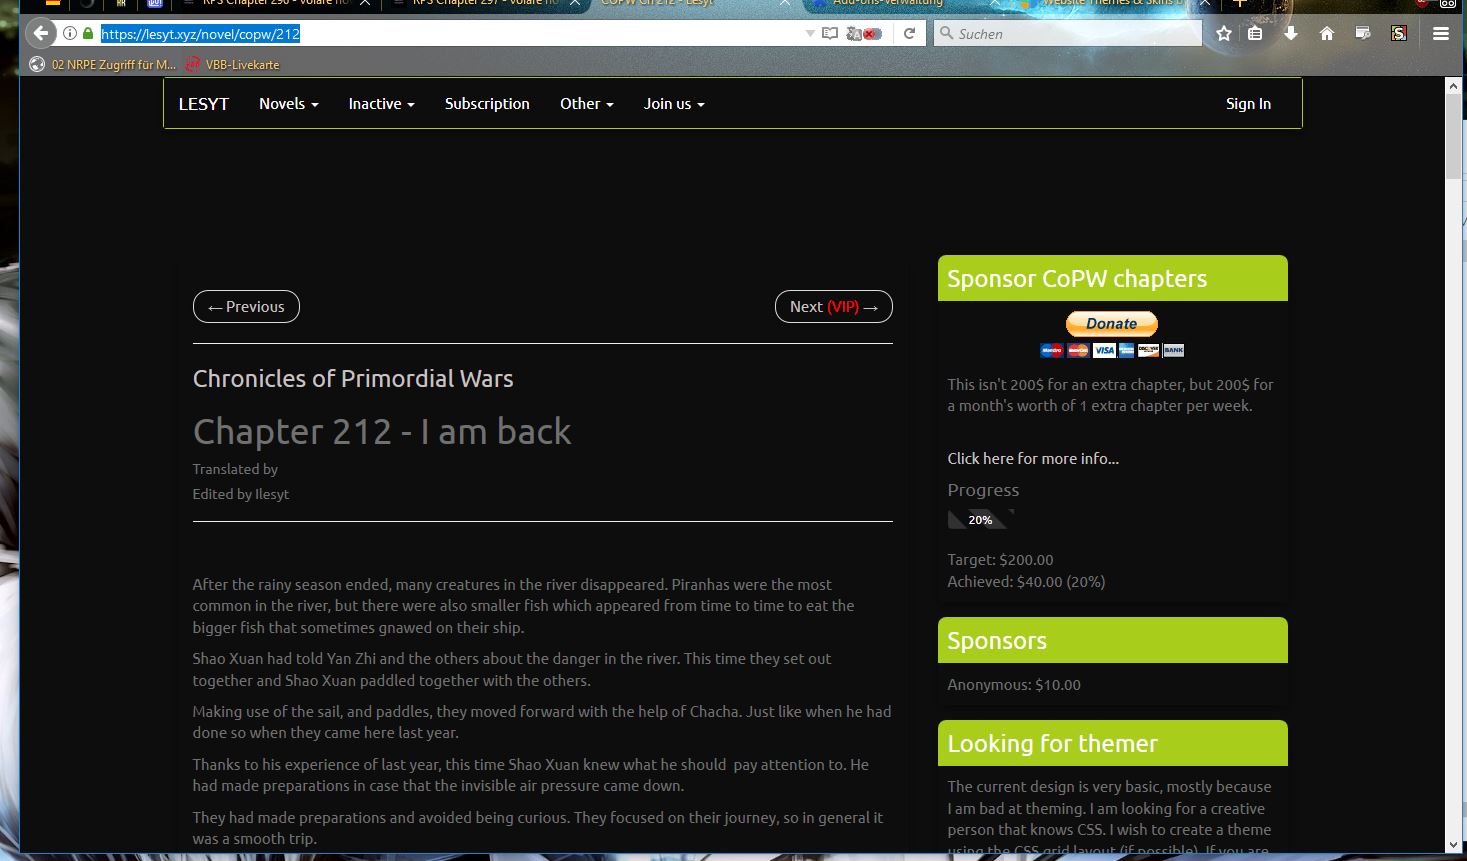 RPS Chapter 296 - Volare no
RPS Chapter 297 - Volare no
COPW Ch 212 - Lesyt
Add-ons-Verwaltung
Website Themes & Skins b
https://lesyt.xyz/novel/copw/212
Suchen
02 NRPE Zugriff für M...
VBB-Livekarte
LESYT
Novels
Inactive
Subscription
Other
Join us
Sign In
← Previous
Next (VIP) →
Chronicles of Primordial Wars
Chapter 212 - I am back
Translated by
Edited by Ilesyt
After the rainy season ended, many creatures in the river disappeared. Piranhas were the most
common in the river, but there were also smaller fish which appeared from time to time to eat the
bigger fish that sometimes gnawed on their ship.
Shao Xuan had told Yan Zhi and the others about the danger in the river. This time they set out
together and Shao Xuan paddled together with the others.
Making use of the sail, and paddles, they moved forward with the help of Chacha. Just like when he had
done so when they came here last year.
Thanks to his experience of last year, this time Shao Xuan knew what he should  pay attention to. He
had made preparations in case that the invisible air pressure came down.
They had made preparations and avoided being curious. They focused on their journey, so in general it
was a smooth trip.
Sponsor CoPW chapters
Donate
VISA
BANK
This isn't 200$ for an extra chapter, but 200$ for
a month's worth of 1 extra chapter per week.
Click here for more info...
Progress
20%
Target: $200.00
Achieved: $40.00 (20%)
Sponsors
Anonymous: $10.00
Looking for themer
The current design is very basic, mostly because
I am bad at theming. I am looking for a creative
person that knows CSS. I wish to create a theme
using the CSS grid layout (if possible). If you are